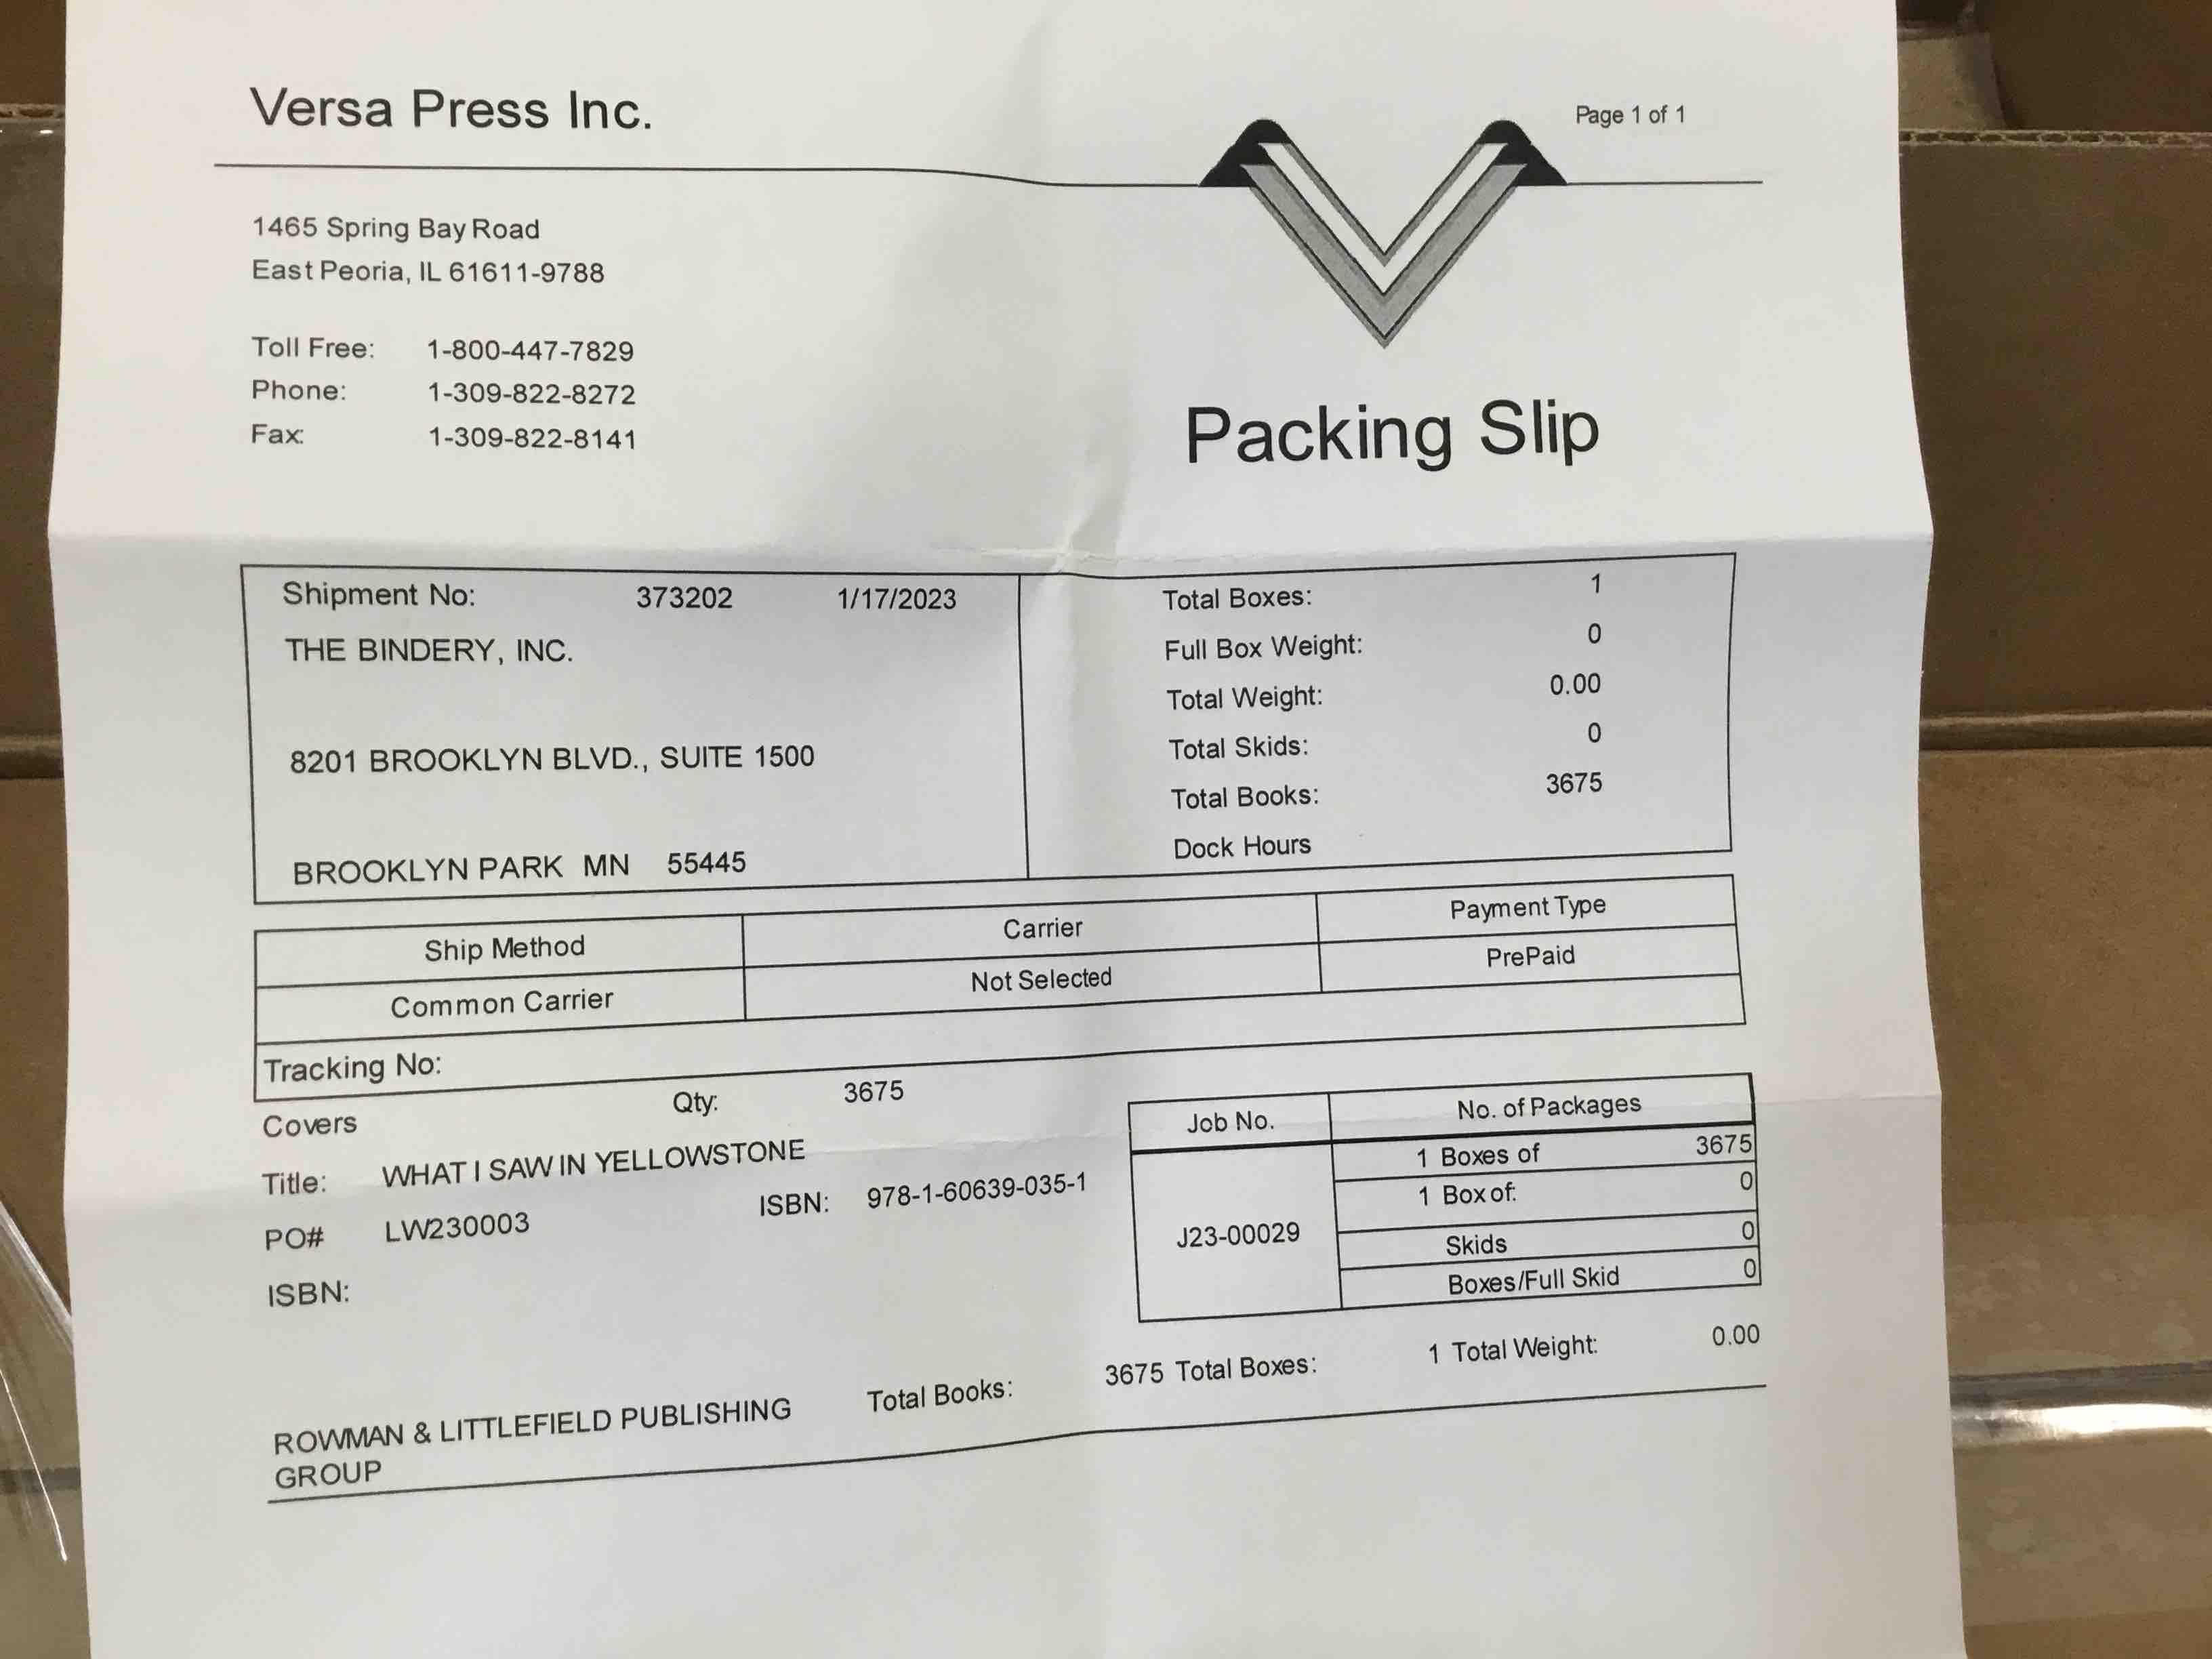 Versa Press Inc.
Page 1 of 1
1465 Spring Bay Road
East Peoria, IL 61611-9788
Toll Free: 1-800-447-7829
Phone: 1-309-822-8272
Fax: 1-309-822-8141
Packing Slip
Shipment No: 373202 1/17/2023
THE BINDERY, INC.
8201 BROOKLYN BLVD., SUITE 1500
BROOKLYN PARK MN 55445
Total Boxes: 1
Full Box Weight: 0
Total Weight: 0.00
Total Skids: 0
Total Books: 3675
Dock Hours
Ship Method Carrier Payment Type
Common Carrier Not Selected PrePaid
Tracking No:
Covers Qty: 3675
Title: WHAT I SAW IN YELLOWSTONE
PO# LW230003 ISBN: 978-1-60639-035-1
ISBN:
Job No. No. of Packages
J23-00029
1 Boxes of 3675
1 Box of: 0
Skids 0
Boxes/Full Skid 0
ROWMAN & LITTLEFIELD PUBLISHING
GROUP
Total Books: 3675 Total Boxes: 1 Total Weight: 0.00